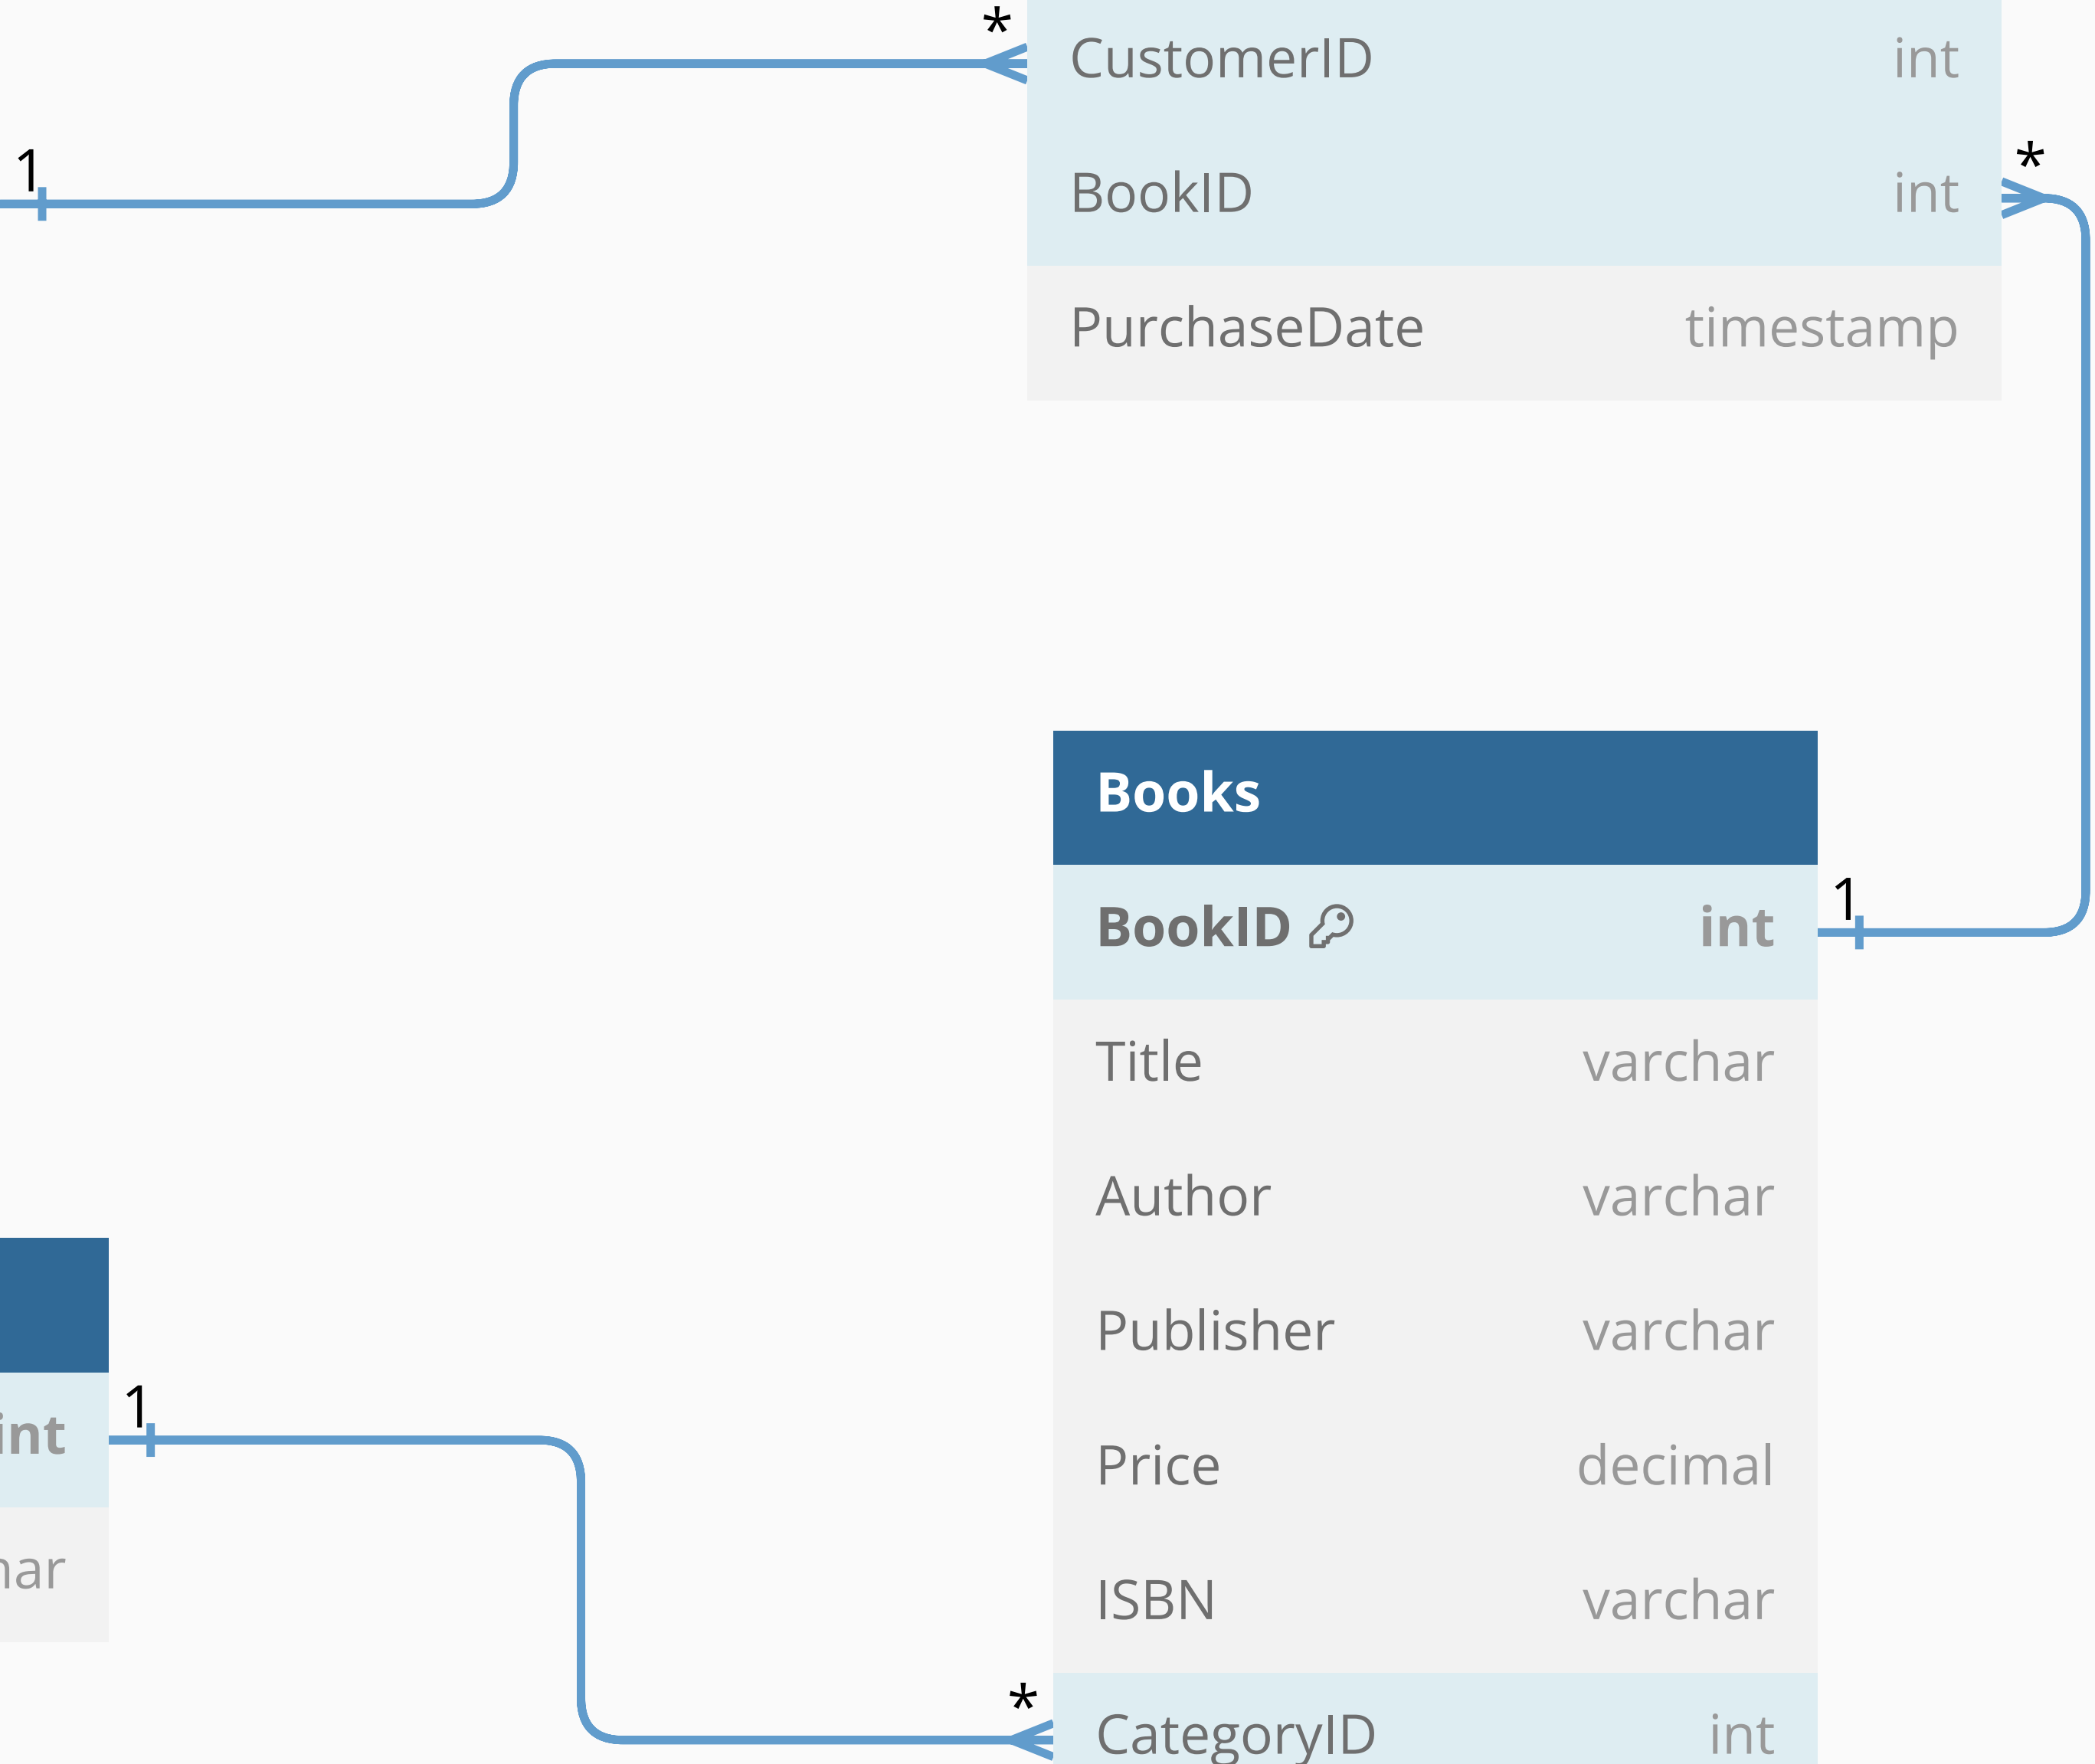 *
CustomerID int
1
*
BookID int
PurchaseDate timestamp
Books
1
BookID int
Title varchar
Author varchar
Publisher varchar
1
int
Price decimal
ISBN varchar
*
CategoryID int